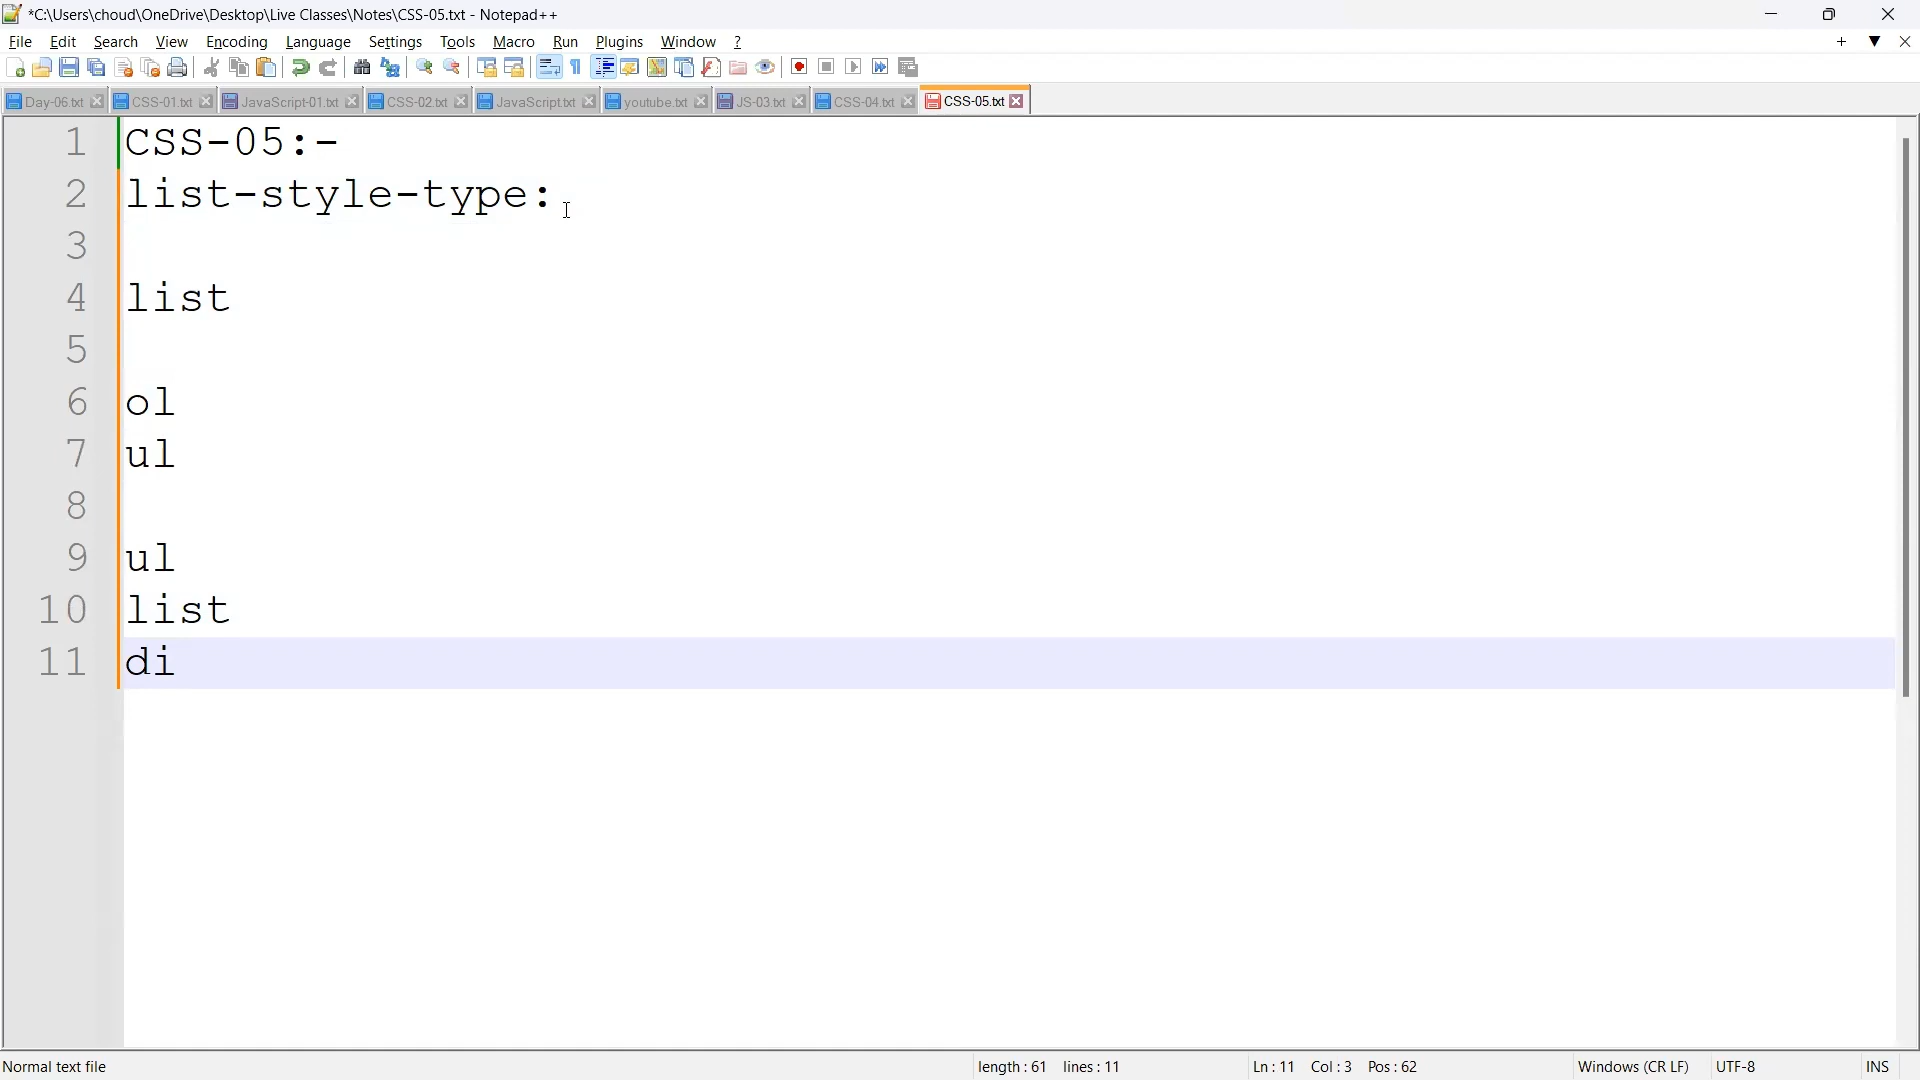 *C:\Users\choud\OneDrive\Desktop\Live Classes\Notes\CSS-05.txt - Notepad++
File Edit Search View Encoding Language Settings Tools Macro Run Plugins Window ?
Day-06.txt CSS-01.txt JavaScript-01.txt CSS-02.txt JavaScript.txt youtube.txt JS-03.txt CSS-04.txt CSS-05.txt
1 CSS-05:-
2 list-style-type:
3
4 list
5
6 ol
7 ul
8
9 ul
10 list
11 di
Normal text file length : 61 lines : 11 Ln : 11 Col : 3 Pos : 62 Windows (CR LF) UTF-8 INS